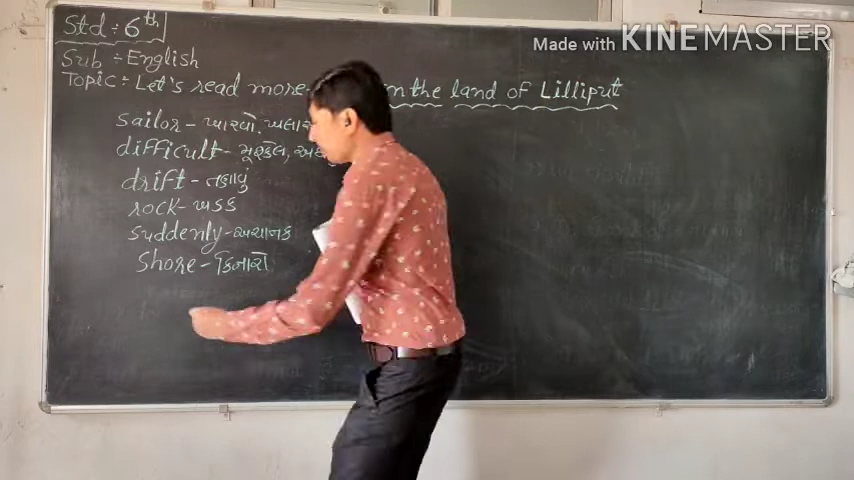 Made with KINEMASTER
Std : 6th
Sub : English
Topic : Let's read more- in the land of Lilliput
sailor - ખારવો,
difficult - મુશ્કેલ,
drift - તણાવું
rock - ખડક
suddenly - અચાનક
Shore - કિનારો